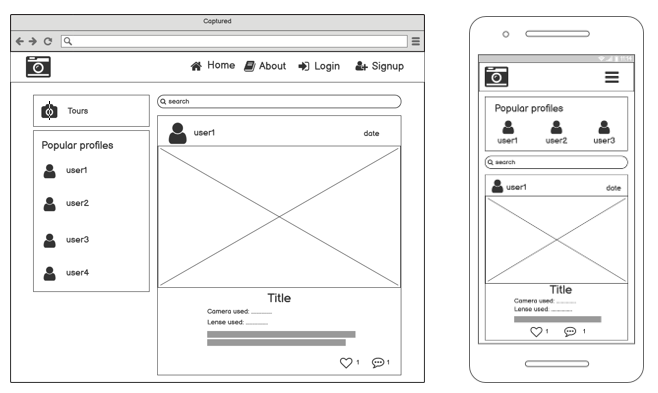 Captured
Home About Login Signup
Tours
Popular profiles
user1
user2
user3
user4
search
user1 date
Title
Camera used: ...........
Lense used: ...........
1 1
Popular profiles
user1 user2 user3
search
user1 date
Title
Camera used: ...........
Lense used: ...........
1 1